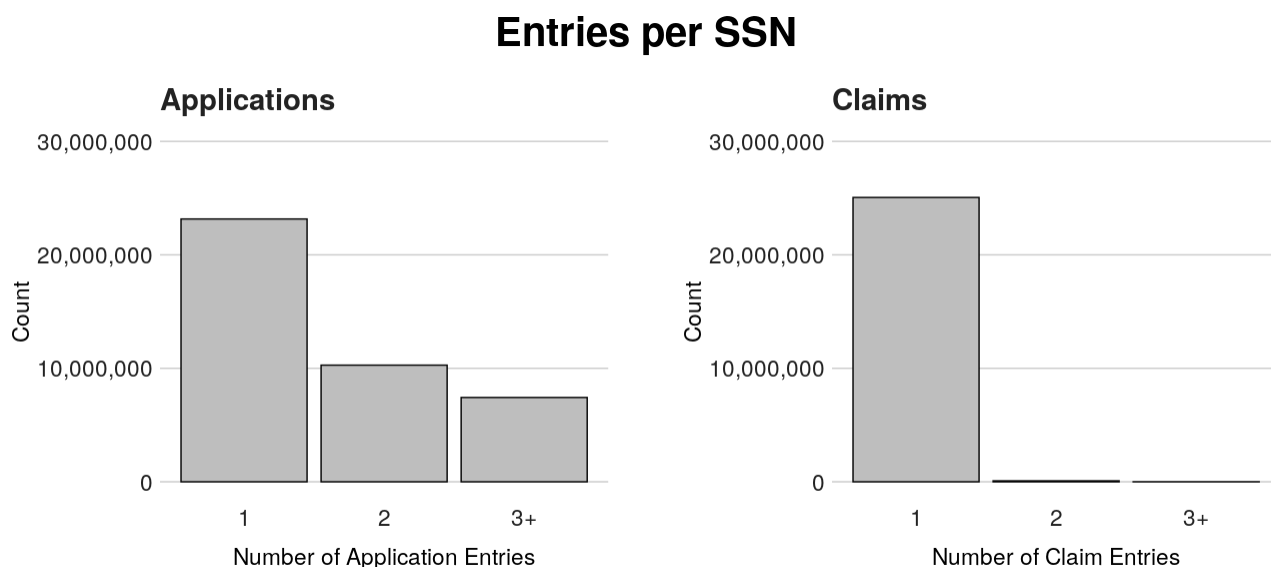 Entries per SSN
Applications
30,000,000
20,000,000
10,000,000
0
Count
1 2 3+
Number of Application Entries
Claims
30,000,000
20,000,000
10,000,000
0
Count
1 2 3+
Number of Claim Entries